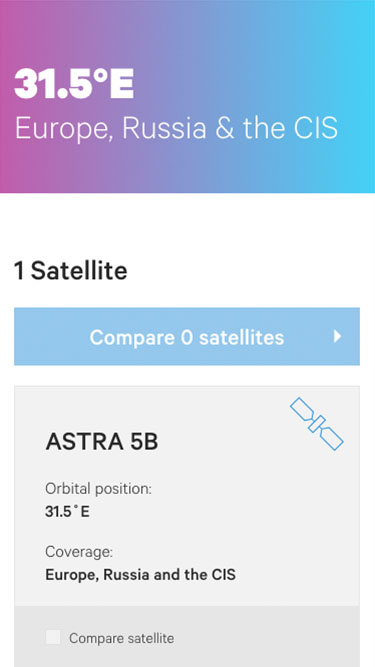 31.5°E
Europe, Russia & the CIS
1 Satellite
Compare 0 satellites
ASTRA 5B
Orbital position:
31.5˚E
Coverage:
Europe, Russia and the CIS
Compare satellite